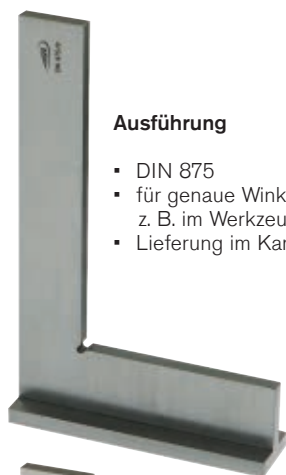 Ausführung
▪ DIN 875
▪ für genaue Wink
z. B. im Werkzeu
▪ Lieferung im Kar